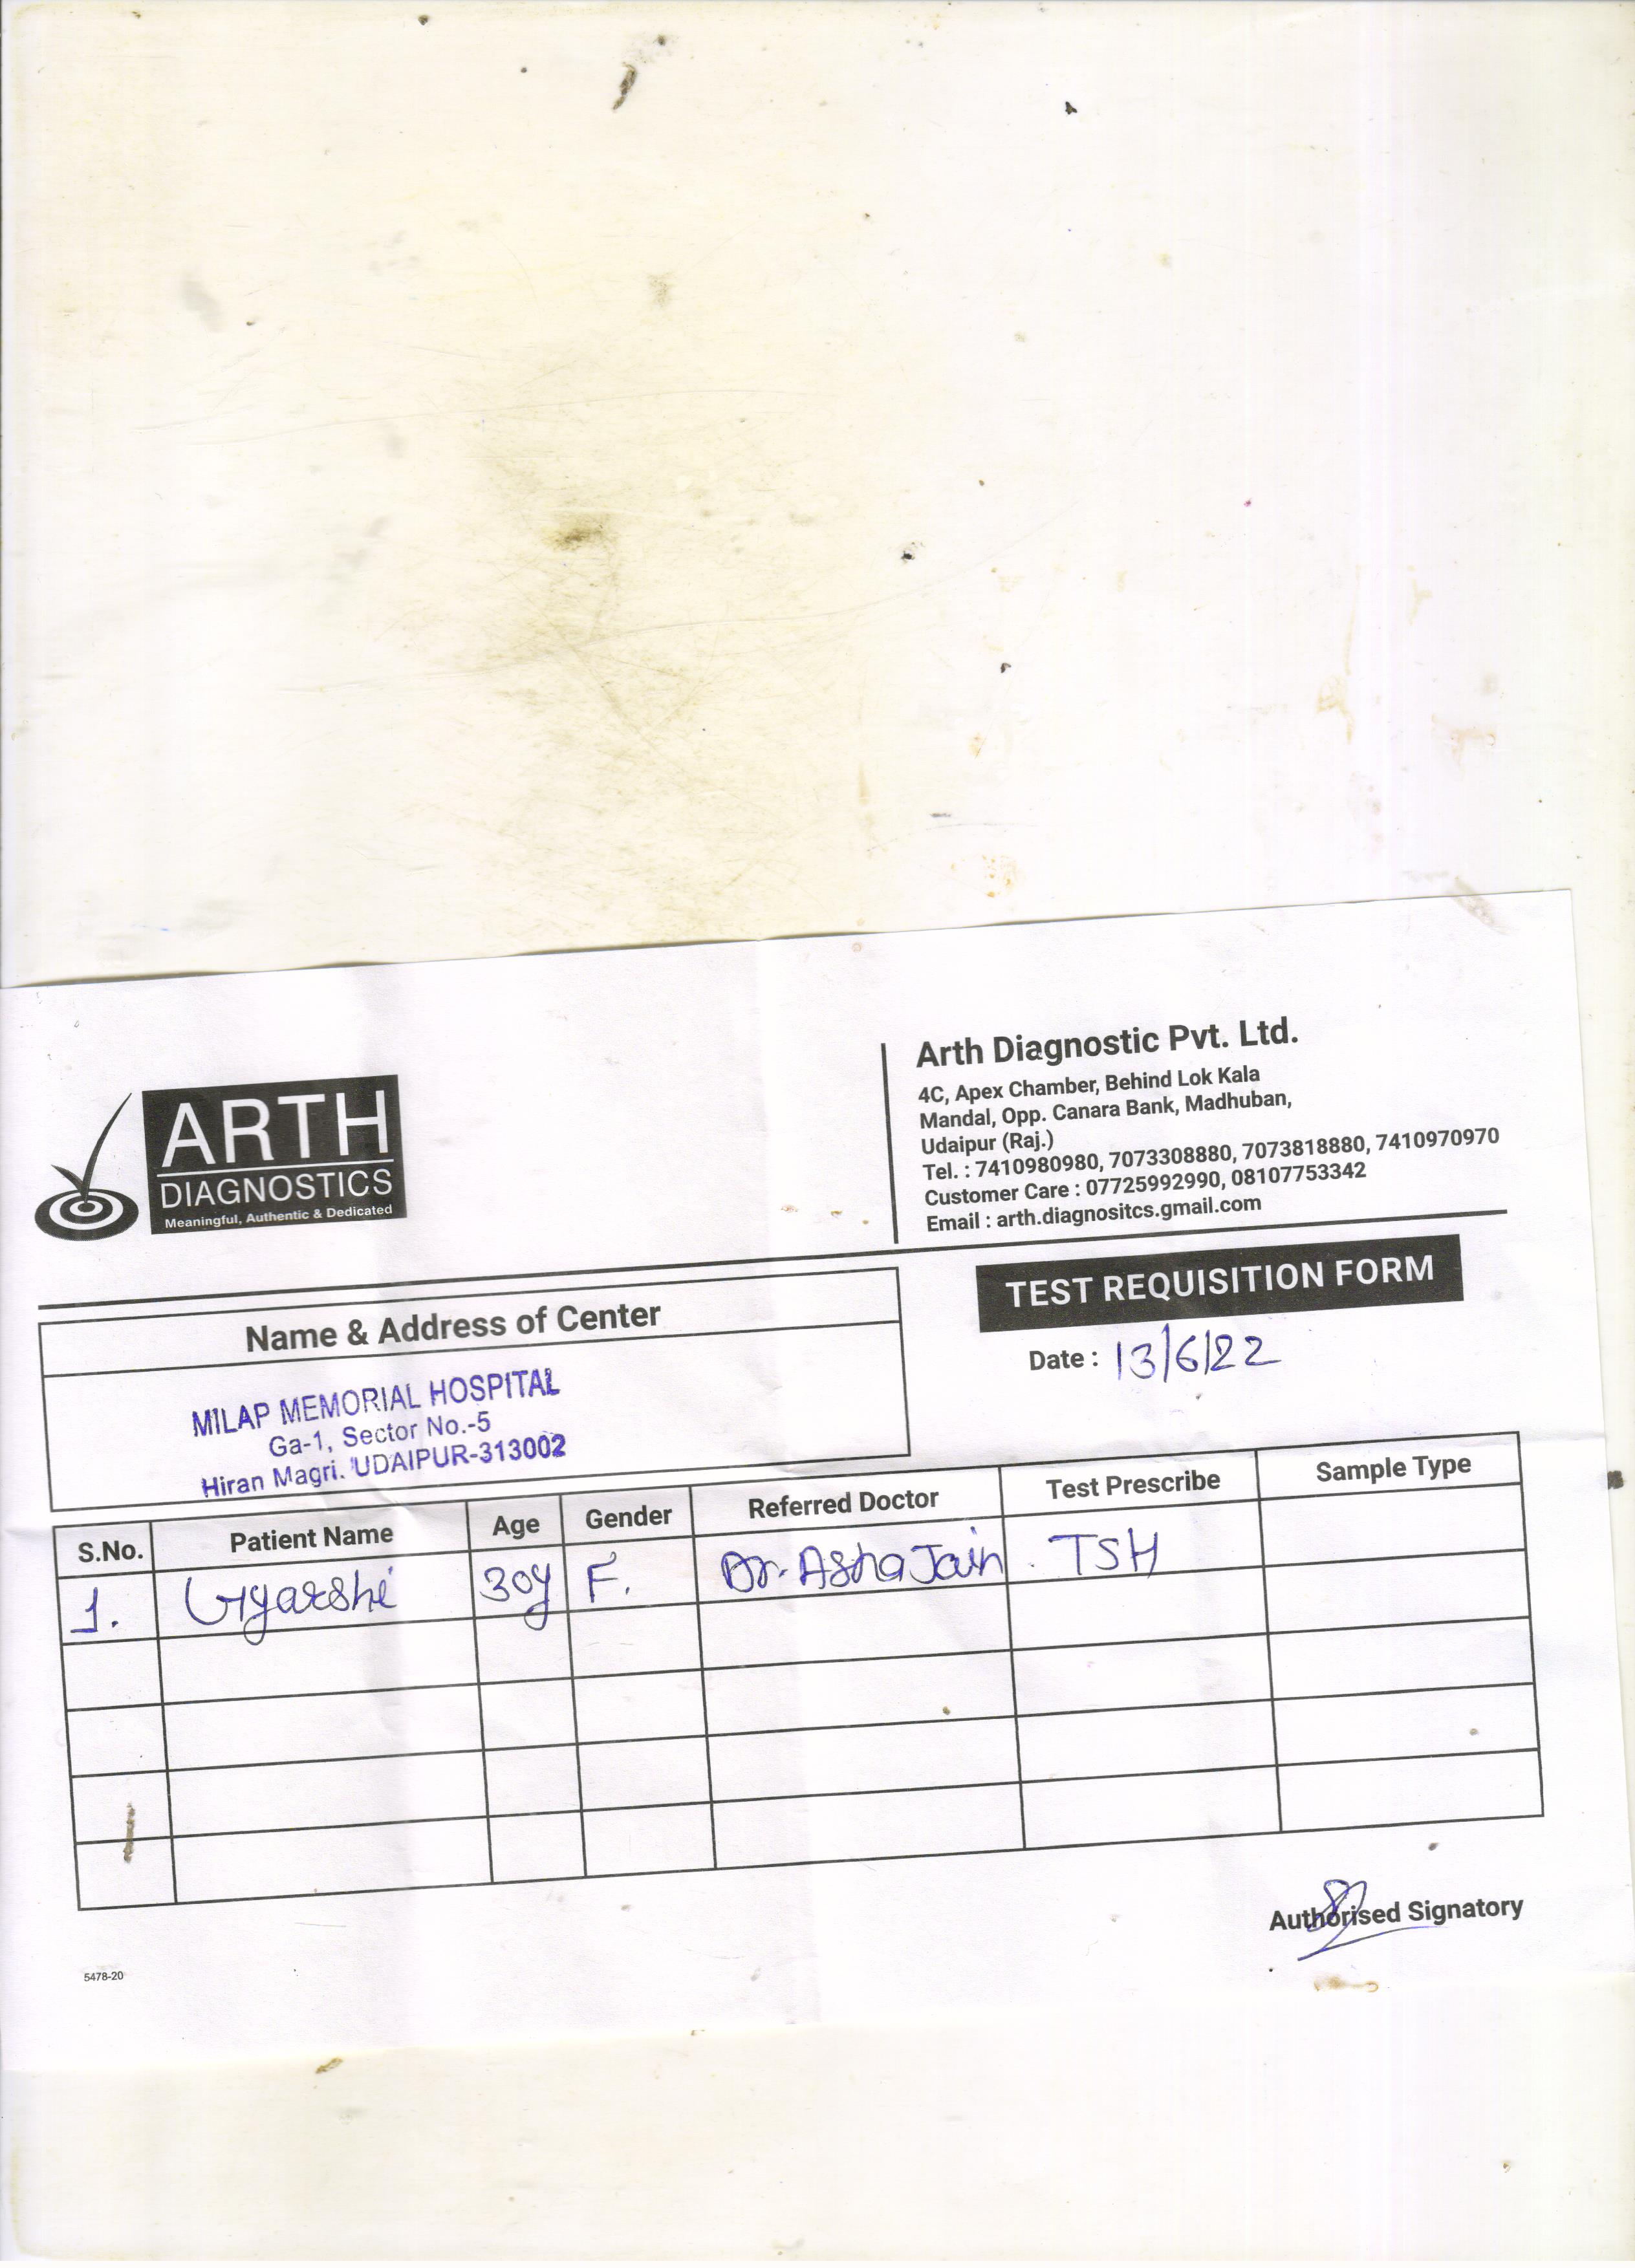 ARTH
DIAGNOSTICS
Meaningful, Authentic & Dedicated
Arth Diagnostic Pvt. Ltd.
4C, Apex Chamber, Behind Lok Kala
Mandal, Opp. Canara Bank, Madhuban,
Udaipur (Raj.)
Tel. : 7410980980, 7073308880, 7073818880, 7410970970
Customer Care : 07725992990, 08107753342
Email : arth.diagnositcs.gmail.com
TEST REQUISITION FORM
Date : 13/6/22
Name & Address of Center
MILAP MEMORIAL HOSPITAL
Ga-1, Sector No.-5
Hiran Magri. UDAIPUR-313002
S.No. Patient Name Age Gender Referred Doctor Test Prescribe Sample Type
1. Gyarshi 30y F. Dr. Asha Jain TSH
Authorised Signatory
5478-20